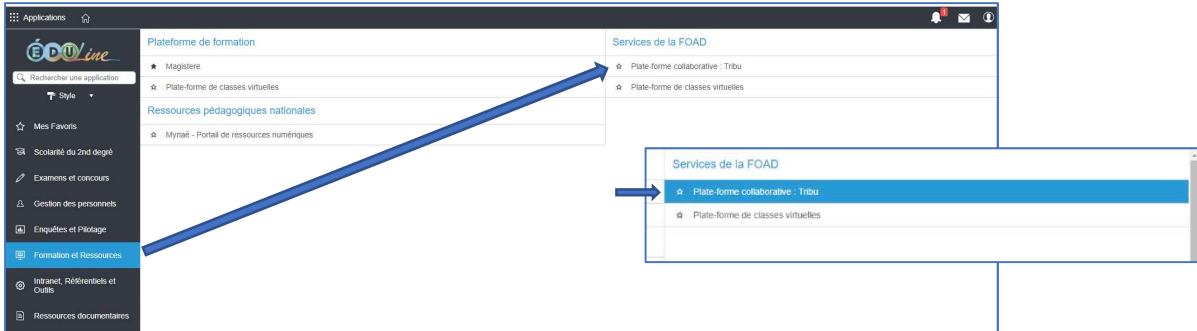 Applications
1
ÉDULine
Rechercher une application
Style
Mes Favoris
Scolarité du 2nd degré
Examens et concours
Gestion des personnels
Enquêtes et Pilotage
Formation et Ressources
Intranet, Référentiels et
Outils
Ressources documentaires
Plateforme de formation
Magistere
Plate-forme de classes virtuelles
Ressources pédagogiques nationales
Myriaé - Portail de ressources numériques
Services de la FOAD
Plate-forme collaborative : Tribu
Plate-forme de classes virtuelles
Services de la FOAD
Plate-forme collaborative : Tribu
Plate-forme de classes virtuelles